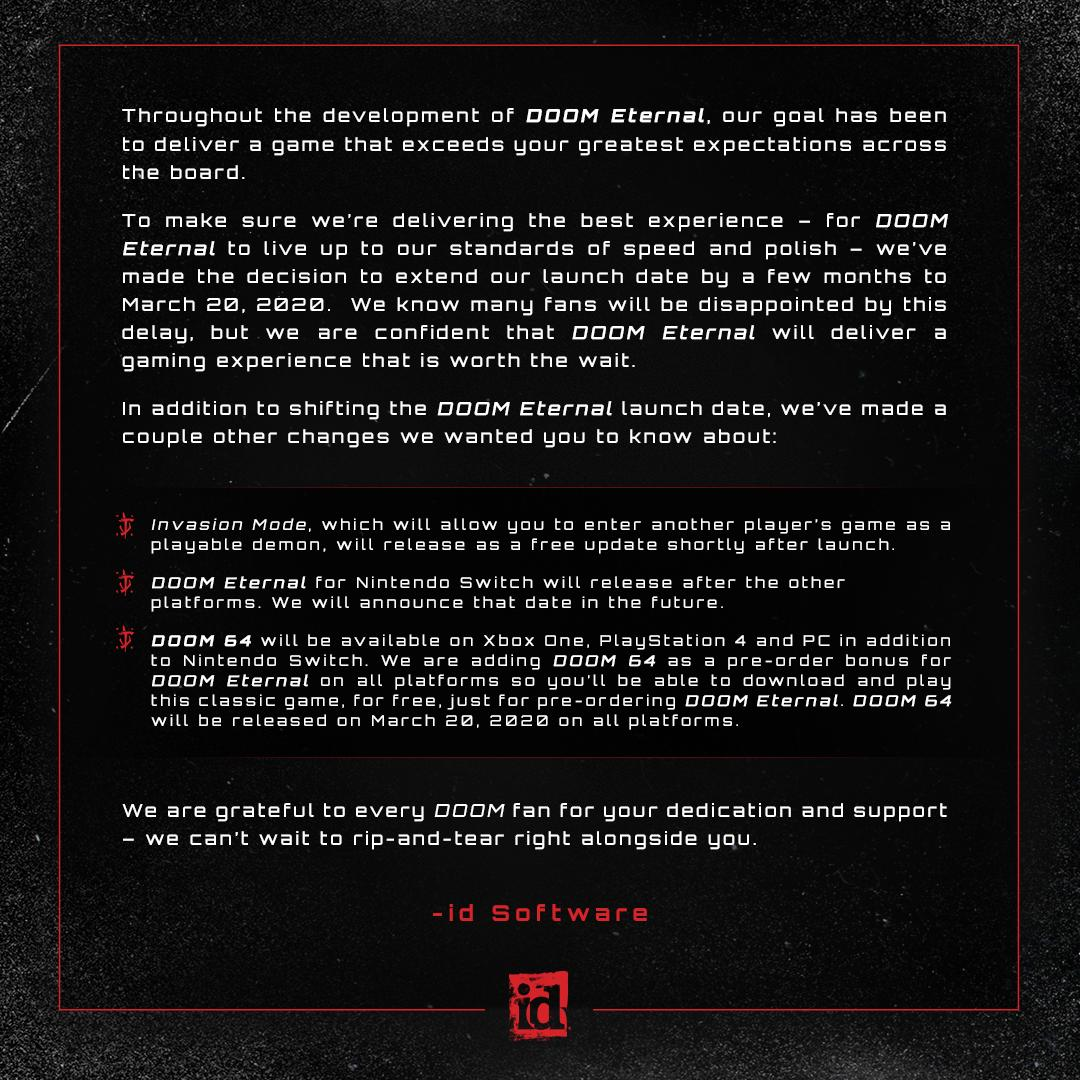 Throughout the development of DOOM Eternal, our goal has been
to deliver a game that exceeds your greatest expectations across
the board.
To make sure we're delivering the best experience – for DOOM
Eternal to live up to our standards of speed and polish – we've
made the decision to extend our launch date by a few months to
March 20, 2020.  We know many fans will be disappointed by this
delay, but we are confident that DOOM Eternal will deliver a
gaming experience that is worth the wait.
In addition to shifting the DOOM Eternal launch date, we've made a
couple other changes we wanted you to know about:
Invasion Mode, which will allow you to enter another player's game as a
playable demon, will release as a free update shortly after launch.
DOOM Eternal for Nintendo Switch will release after the other
platforms. We will announce that date in the future.
DOOM 64 will be available on Xbox One, PlayStation 4 and PC in addition
to Nintendo Switch. We are adding DOOM 64 as a pre-order bonus for
DOOM Eternal on all platforms so you'll be able to download and play
this classic game, for free, just for pre-ordering DOOM Eternal. DOOM 64
will be released on March 20, 2020 on all platforms.
We are grateful to every DOOM fan for your dedication and support
– we can't wait to rip-and-tear right alongside you.
-id Software
id